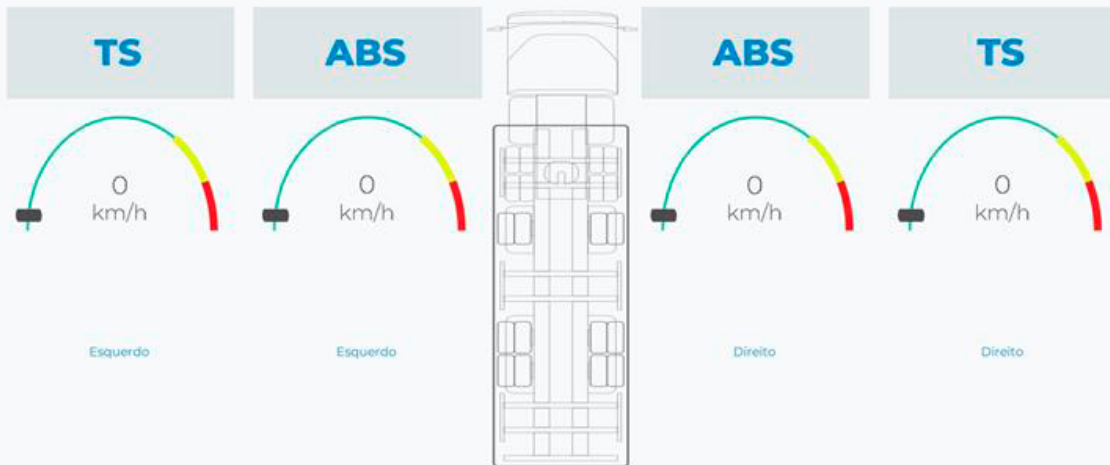 TS
ABS
ABS
TS
0
km/h
0
km/h
0
km/h
0
km/h
Esquerdo
Esquerdo
Direito
Direito